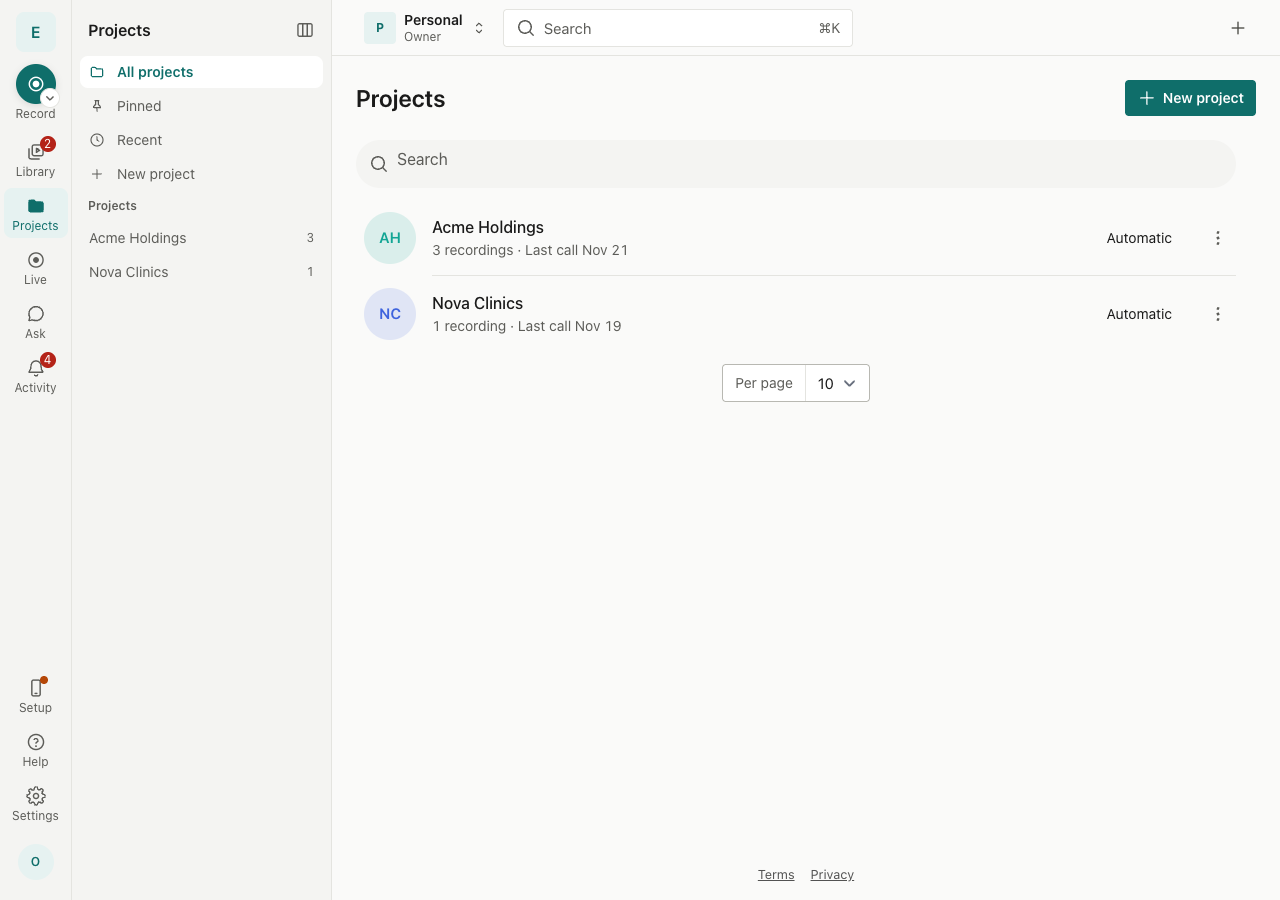 E
Record
2
Library
Projects
Live
Ask
4
Activity
Setup
Help
Settings
O
Projects
All projects
Pinned
Recent
New project
Projects
Acme Holdings 3
Nova Clinics 1
P
Personal
Owner
Search ⌘K
Projects
New project
Search
AH
Acme Holdings
3 recordings · Last call Nov 21
Automatic
NC
Nova Clinics
1 recording · Last call Nov 19
Automatic
Per page 10
Terms Privacy